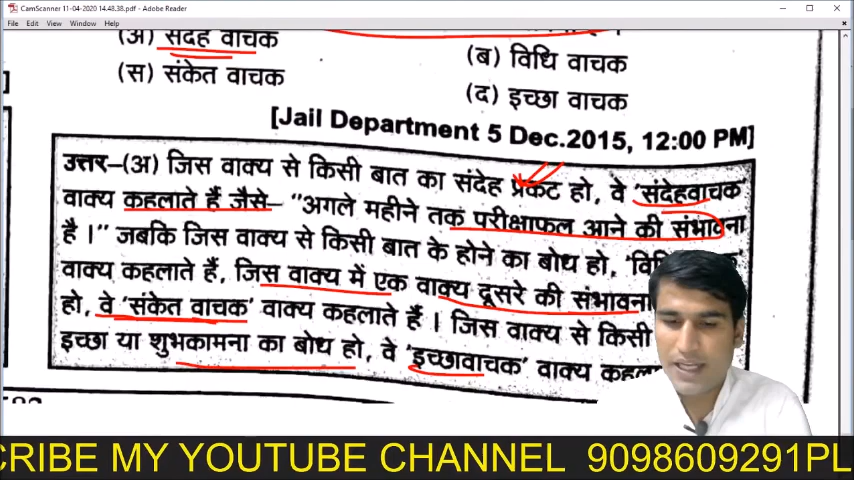 CamScanner 11-04-2020 14.48.38.pdf - Adobe Reader
File Edit View Window Help
(अ) संदेह वाचक
(ब) विधि वाचक
(स) संकेत वाचक
(द) इच्छा वाचक
[Jail Department 5 Dec.2015, 12:00 PM]
उत्तर–(अ) जिस वाक्य से किसी बात का संदेह प्रकट हो, वे 'संदेहवाचक'
वाक्य कहलाते हैं जैसे– "अगले महीने तक परीक्षाफल आने की संभावना
है।" जबकि जिस वाक्य से किसी बात के होने का बोध हो,
वाक्य कहलाते हैं, जिस वाक्य में एक वाक्य दूसरे की संभावना
हो, वे 'संकेत वाचक' वाक्य कहलाते हैं। जिस वाक्य से किसी
इच्छा या शुभकामना का बोध हो, वे 'इच्छावाचक' वाक्य
CRIBE MY YOUTUBE CHANNEL 9098609291PL